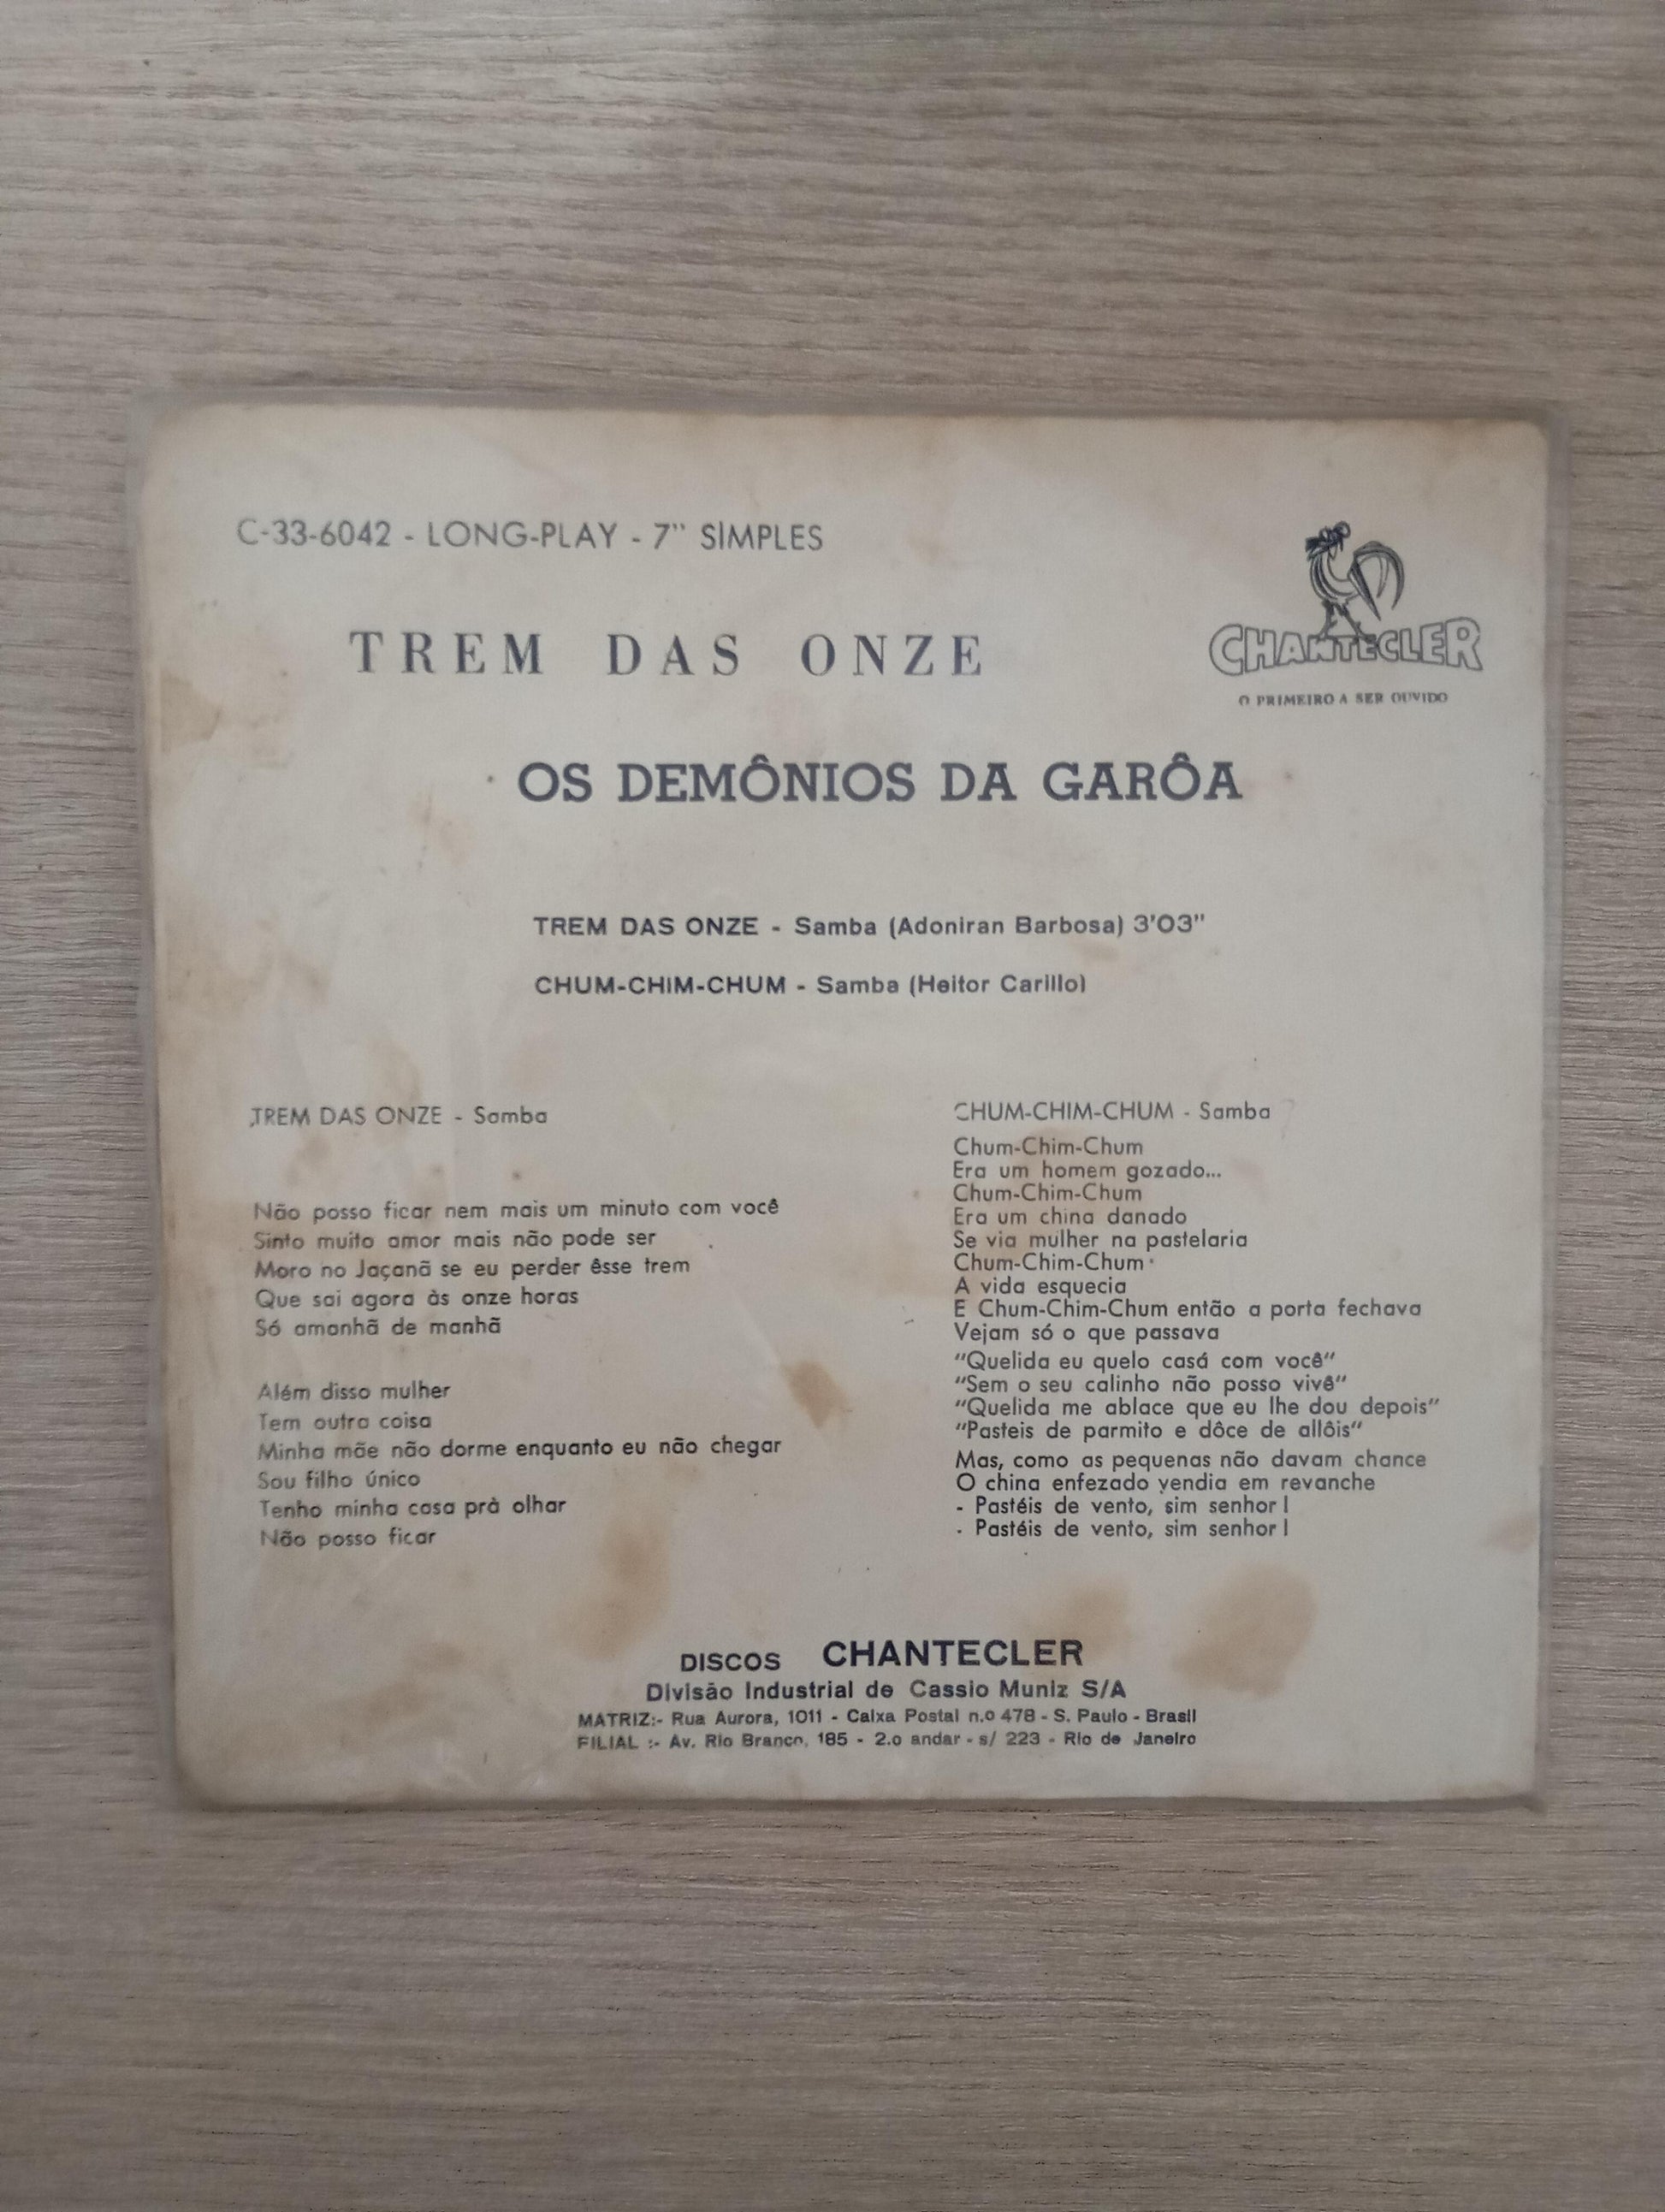 C-33-6042 - LONG-PLAY - 7" SIMPLES
CHANTECLER
O PRIMEIRO A SER OUVIDO
TREM DAS ONZE
OS DEMÔNIOS DA GARÔA
TREM DAS ONZE - Samba (Adoniran Barbosa) 3'03"
CHUM-CHIM-CHUM - Samba (Heitor Carillo)
TREM DAS ONZE - Samba
Não posso ficar nem mais um minuto com você
Sinto muito amor mais não pode ser
Moro no Jaçanã se eu perder êsse trem
Que sai agora às onze horas
Só amanhã de manhã
Além disso mulher
Tem outra coisa
Minha mãe não dorme enquanto eu não chegar
Sou filho único
Tenho minha casa prà olhar
Não posso ficar
CHUM-CHIM-CHUM - Samba
Chum-Chim-Chum
Era um homem gozado...
Chum-Chim-Chum
Era um china danado
Se via mulher na pastelaria
Chum-Chim-Chum
A vida esquecia
E Chum-Chim-Chum então a porta fechava
Vejam só o que passava
"Quelida eu quelo casá com você"
"Sem o seu calinho não posso vivê"
"Quelida me ablace que eu lhe dou depois"
"Pasteis de parmito e dôce de allôis"
Mas, como as pequenas não davam chance
O china enfezado vendia em revanche
- Pastéis de vento, sim senhor!
- Pastéis de vento, sim senhor!
DISCOS CHANTECLER
Divisão Industrial de Cassio Muniz S/A
MATRIZ:- Rua Aurora, 1011 - Caixa Postal n.o 478 - S. Paulo - Brasil
FILIAL :- Av. Rio Branco, 185 - 2.o andar - s/ 223 - Rio de Janeiro